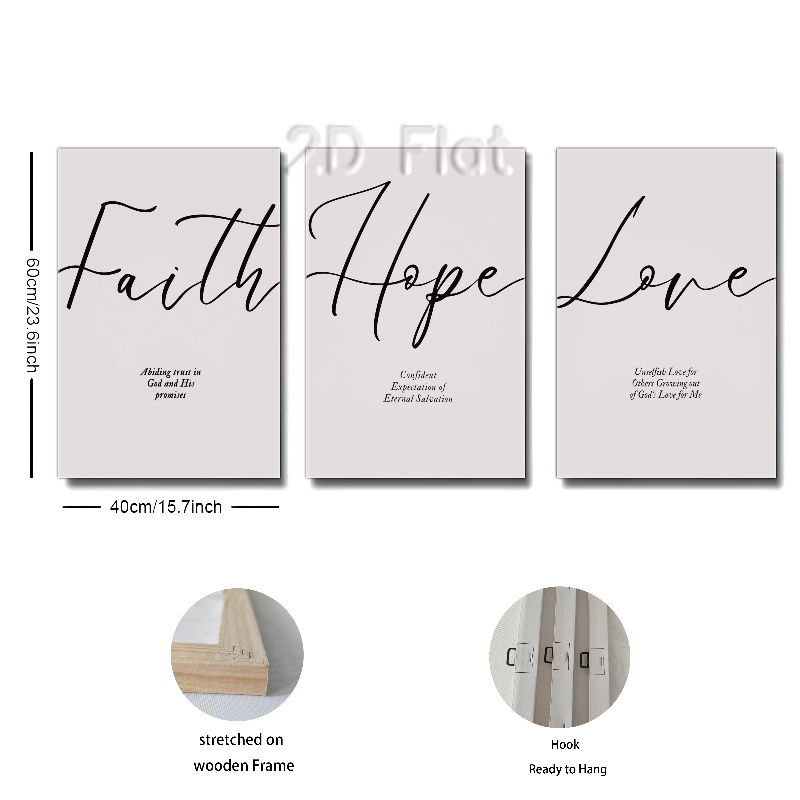 2.D Flat
Faith
Abiding trust in
God and His
promises
Hope
Confident
Expectation of
Eternal Salvation
Love
Unselfish Love for
Others Growing out
of God's Love for Me
60cm/23.6inch
40cm/15.7inch
stretched on
wooden Frame
Hook
Ready to Hang